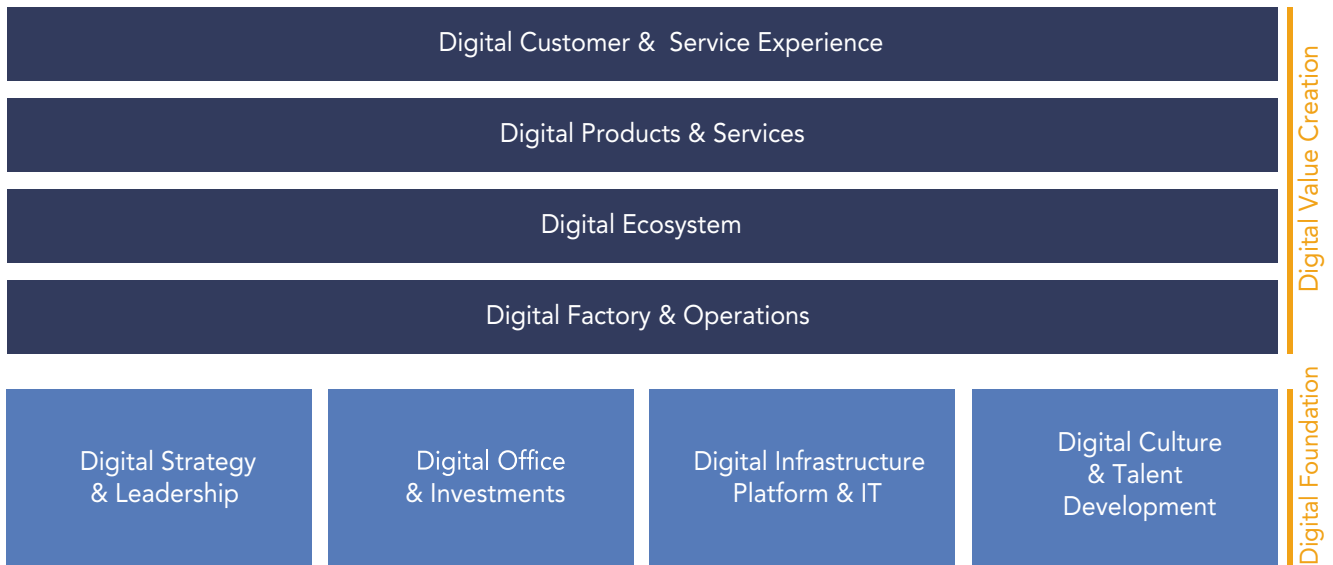 Digital Customer & Service Experience
Digital Products & Services
Digital Ecosystem
Digital Factory & Operations
Digital Value Creation
Digital Strategy
& Leadership
Digital Office
& Investments
Digital Infrastructure
Platform & IT
Digital Culture
& Talent
Development
Digital Foundation